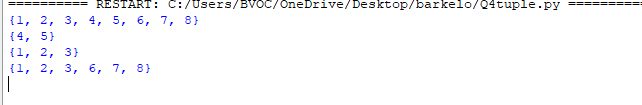 ========== RESTART: C:/Users/BVOC/OneDrive/Desktop/barkelo/Q4tuple.py ==========
{1, 2, 3, 4, 5, 6, 7, 8}
{4, 5}
{1, 2, 3}
{1, 2, 3, 6, 7, 8}